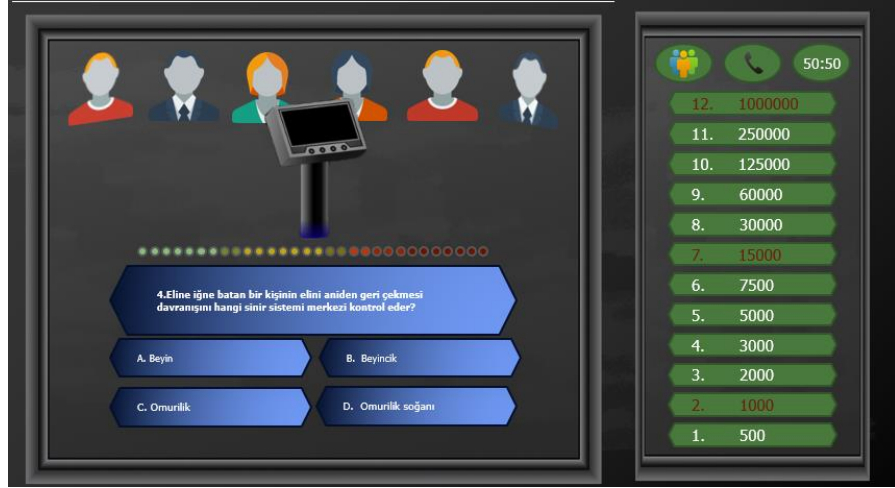 4.Eline iğne batan bir kişinin elini aniden geri çekmesi
davranışını hangi sinir sistemi merkezi kontrol eder?
A. Beyin
B. Beyincik
C. Omurilik
D. Omurilik soğanı
50:50
12. 1000000
11. 250000
10. 125000
9. 60000
8. 30000
7. 15000
6. 7500
5. 5000
4. 3000
3. 2000
2. 1000
1. 500